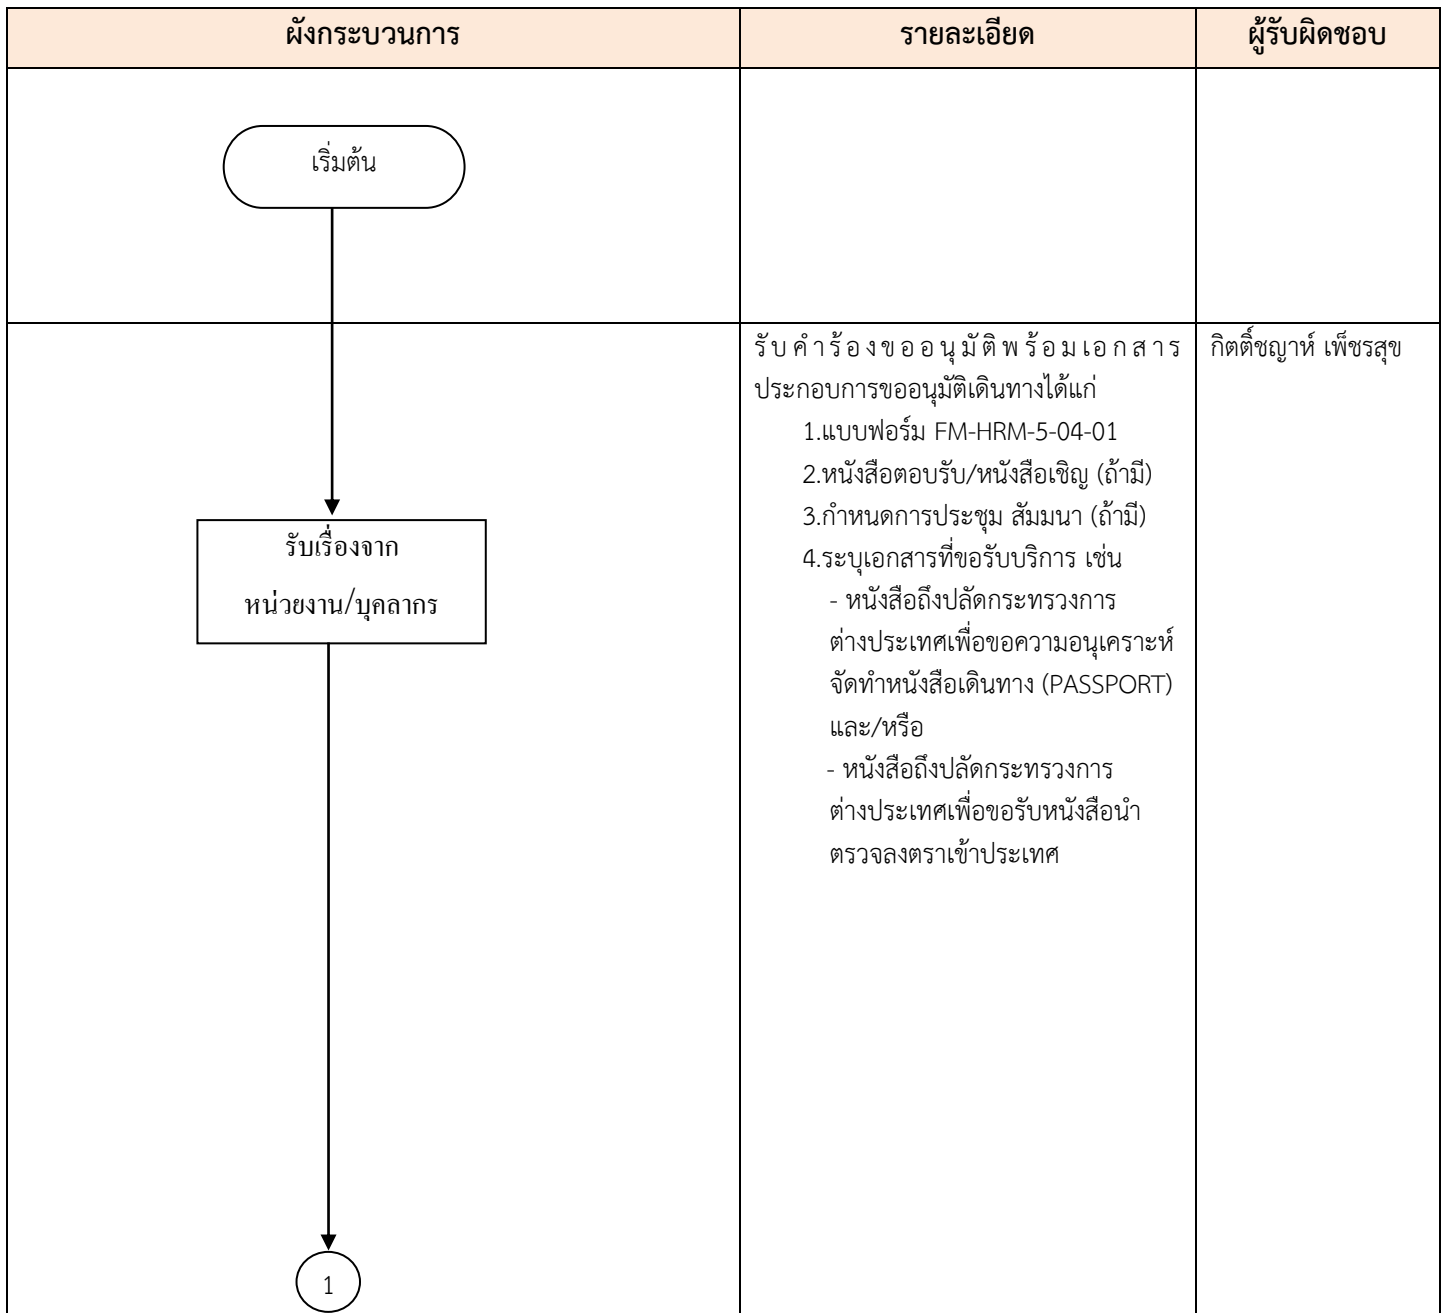 ผังกระบวนการ
รายละเอียด
ผู้รับผิดชอบ
เริ่มต้น
รับเรื่องจาก
หน่วยงาน/บุคลากร
1
รับคำร้องขออนุมัติพร้อมเอกสาร
ประกอบการขออนุมัติเดินทางได้แก่
1.แบบฟอร์ม FM-HRM-5-04-01
2.หนังสือตอบรับ/หนังสือเชิญ (ถ้ามี)
3.กำหนดการประชุม สัมมนา (ถ้ามี)
4.ระบุเอกสารที่ขอรับบริการ เช่น
- หนังสือถึงปลัดกระทรวงการ
ต่างประเทศเพื่อขอความอนุเคราะห์
จัดทำหนังสือเดินทาง (PASSPORT)
และ/หรือ
- หนังสือถึงปลัดกระทรวงการ
ต่างประเทศเพื่อขอรับหนังสือนำ
ตรวจลงตราเข้าประเทศ
กิตติ์ชญาห์ เพ็ชรสุข